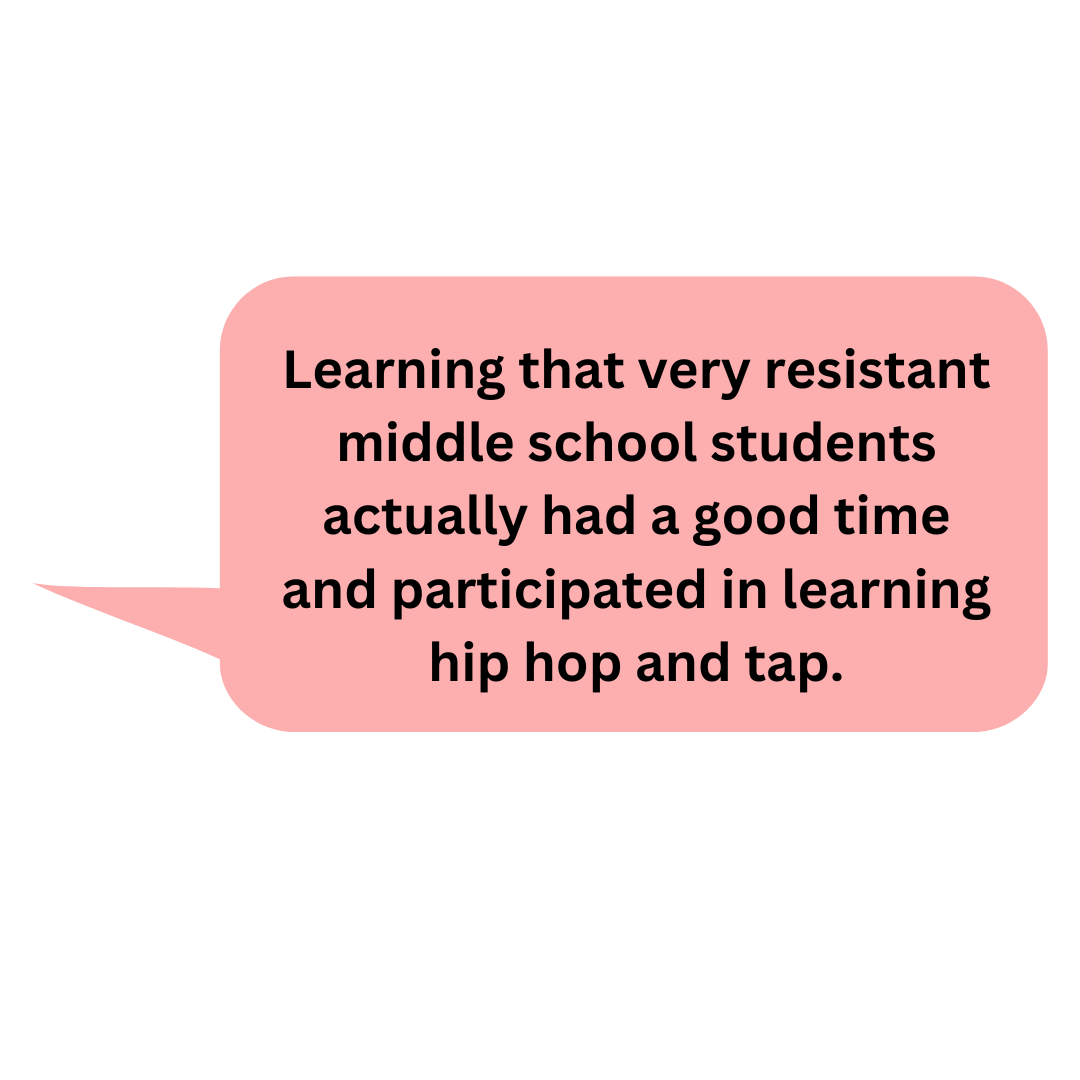 Learning that very resistant
middle school students
actually had a good time
and participated in learning
hip hop and tap.